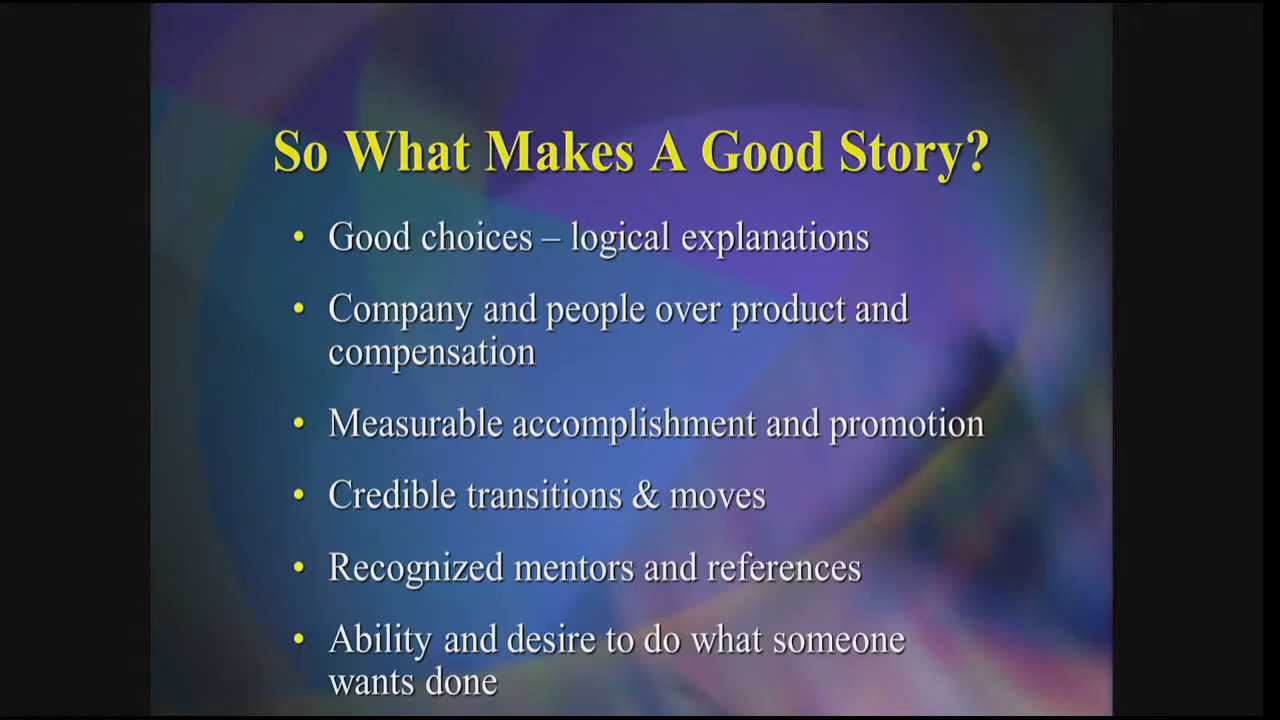 So What Makes A Good Story?
• Good choices – logical explanations
• Company and people over product and
compensation
• Measurable accomplishment and promotion
• Credible transitions & moves
• Recognized mentors and references
• Ability and desire to do what someone
wants done